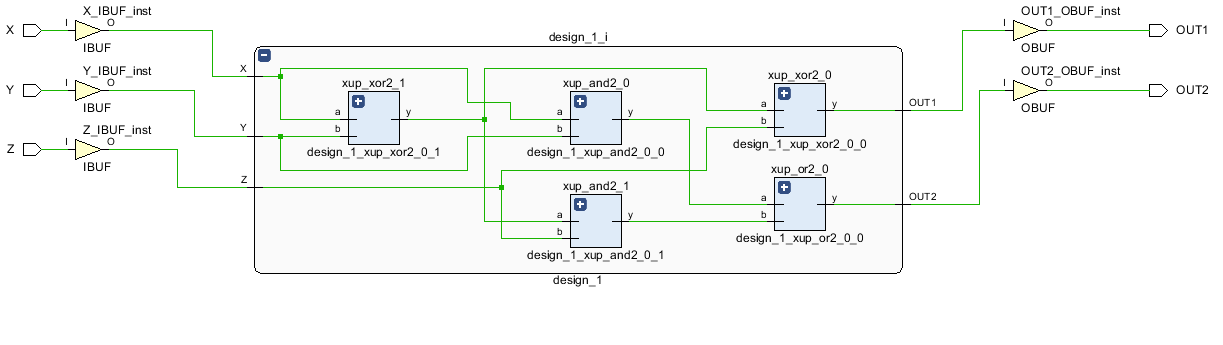 X_IBUF_inst
X I O
IBUF
Y_IBUF_inst
Y I O
IBUF
Z_IBUF_inst
Z I O
IBUF
design_1_i
X
Y
Z
xup_xor2_1
a
b
y
design_1_xup_xor2_0_1
xup_and2_0
a
b
y
design_1_xup_and2_0_0
xup_and2_1
a
b
y
design_1_xup_and2_0_1
xup_xor2_0
a
b
y
design_1_xup_xor2_0_0
xup_or2_0
a
b
y
design_1_xup_or2_0_0
OUT1
OUT2
design_1
OUT1_OBUF_inst
I O OUT1
OBUF
OUT2_OBUF_inst
I O OUT2
OBUF